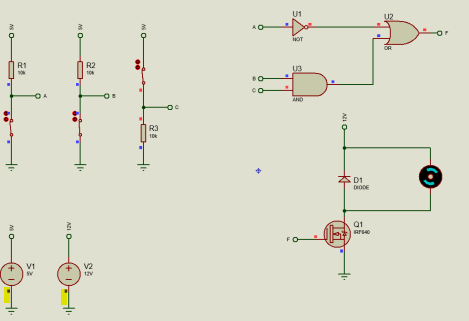 5V
R1
10k
A
5V
R2
10k
B
5V
C
R3
10k
A
U1
NOT
U2
OR
F
B
C
U3
AND
12V
D1
DIODE
F
Q1
IRF640
5V
V1
5V
12V
V2
12V